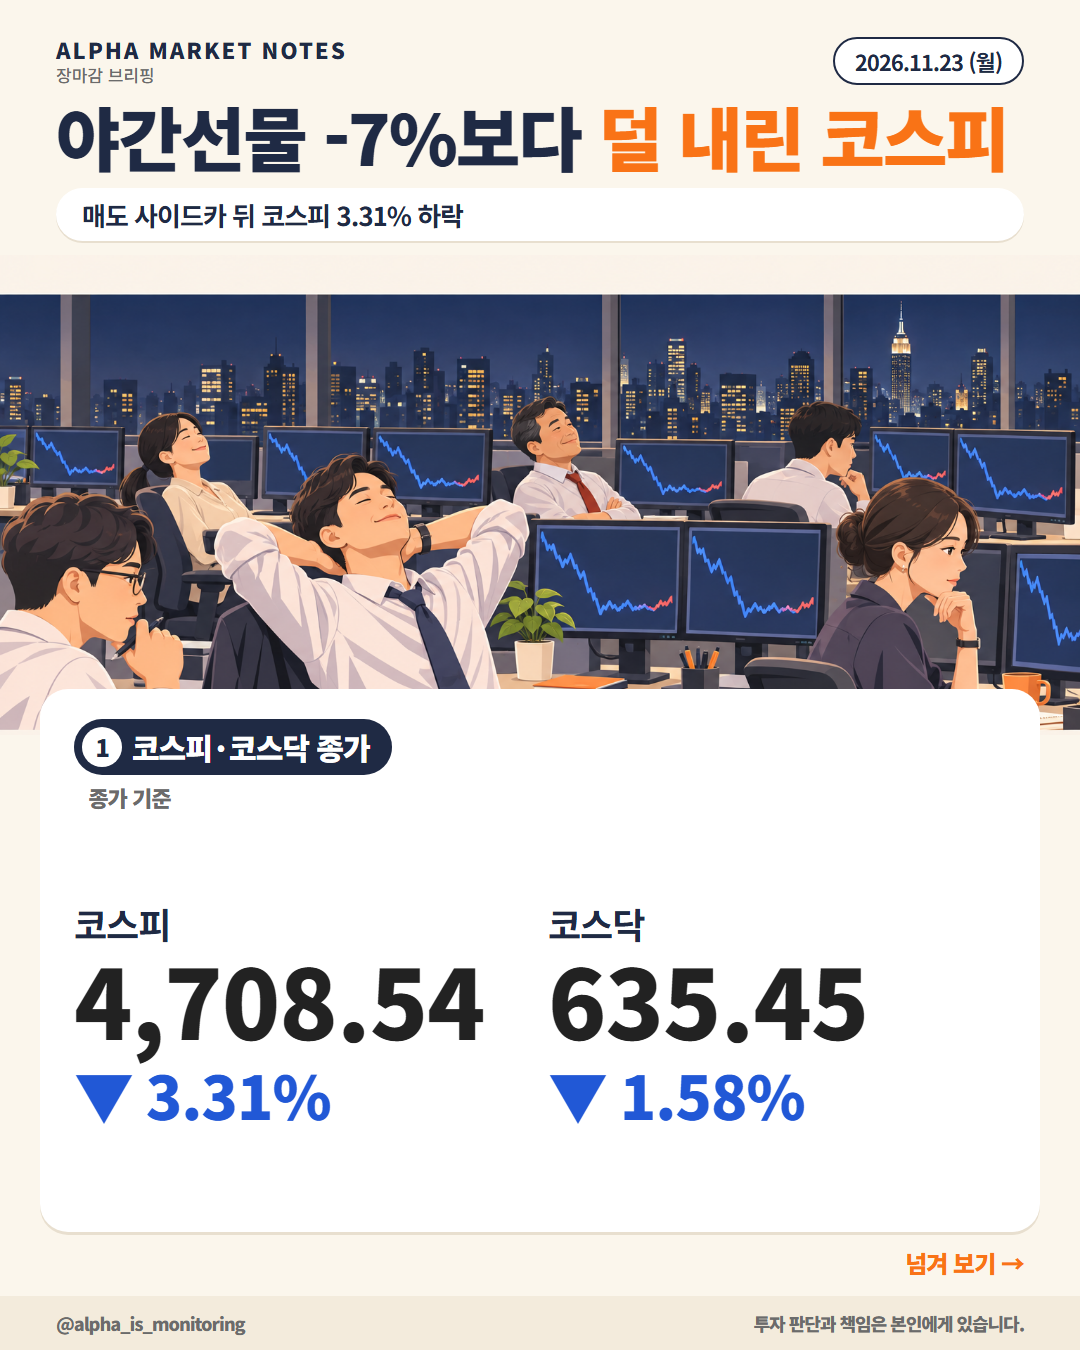 ALPHA MARKET NOTES
장마감 브리핑
2026.11.23 (월)
야간선물 -7%보다 덜 내린 코스피
매도 사이드카 뒤 코스피 3.31% 하락
1 코스피·코스닥 종가
종가 기준
코스피
4,708.54
▼ 3.31%
코스닥
635.45
▼ 1.58%
넘겨 보기 →
@alpha_is_monitoring
투자 판단과 책임은 본인에게 있습니다.